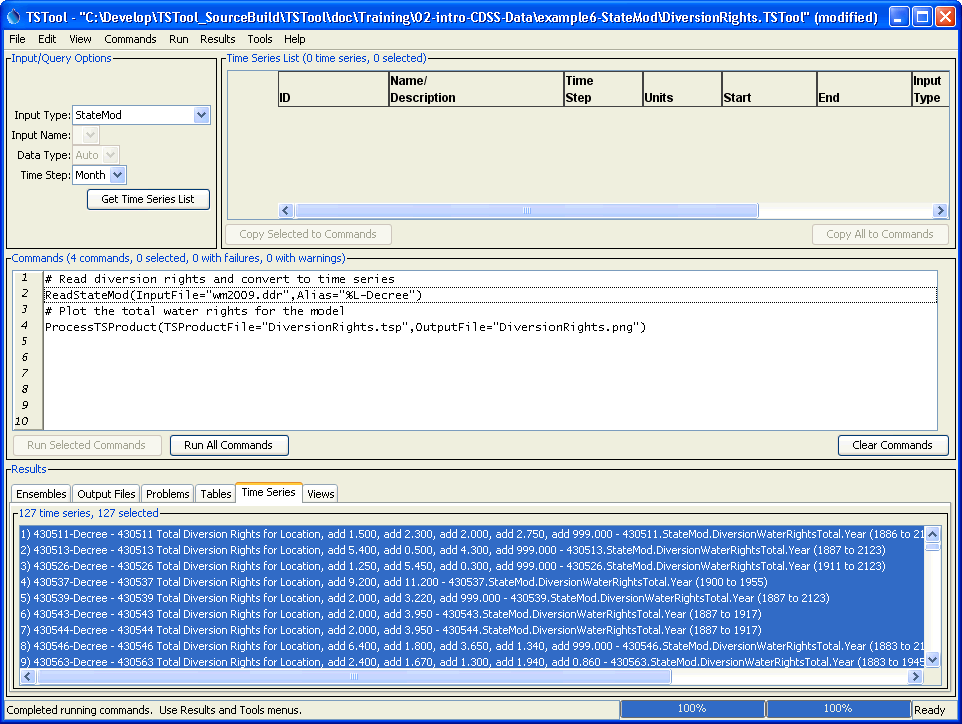 TSTool - "C:\Develop\TSTool_SourceBuild\TSTool\doc\Training\02-intro-CDSS-Data\example6-StateMod\DiversionRights.TSTool" (modified)
File Edit View Commands Run Results Tools Help
Input/Query Options
Input Type: StateMod
Input Name:
Data Type: Auto
Time Step: Month
Get Time Series List
Time Series List (0 time series, 0 selected)
ID Name/ Description Time Step Units Start End Input Type
Copy Selected to Commands Copy All to Commands
Commands (4 commands, 0 selected, 0 with failures, 0 with warnings)
1 # Read diversion rights and convert to time series
2 ReadStateMod(InputFile="wm2009.ddr",Alias="%L-Decree")
3 # Plot the total water rights for the model
4 ProcessTSProduct(TSProductFile="DiversionRights.tsp",OutputFile="DiversionRights.png")
5
6
7
8
9
10
Run Selected Commands Run All Commands Clear Commands
Results
Ensembles Output Files Problems Tables Time Series Views
127 time series, 127 selected
1) 430511-Decree - 430511 Total Diversion Rights for Location, add 1.500, add 2.300, add 2.000, add 2.750, add 999.000 - 430511.StateMod.DiversionWaterRightsTotal.Year (1886 to 21
2) 430513-Decree - 430513 Total Diversion Rights for Location, add 5.400, add 0.500, add 4.300, add 999.000 - 430513.StateMod.DiversionWaterRightsTotal.Year (1887 to 2123)
3) 430526-Decree - 430526 Total Diversion Rights for Location, add 1.250, add 5.450, add 0.300, add 999.000 - 430526.StateMod.DiversionWaterRightsTotal.Year (1911 to 2123)
4) 430537-Decree - 430537 Total Diversion Rights for Location, add 9.200, add 11.200 - 430537.StateMod.DiversionWaterRightsTotal.Year (1900 to 1955)
5) 430539-Decree - 430539 Total Diversion Rights for Location, add 2.000, add 3.220, add 999.000 - 430539.StateMod.DiversionWaterRightsTotal.Year (1887 to 2123)
6) 430543-Decree - 430543 Total Diversion Rights for Location, add 2.000, add 3.950 - 430543.StateMod.DiversionWaterRightsTotal.Year (1887 to 1917)
7) 430544-Decree - 430544 Total Diversion Rights for Location, add 2.000, add 3.950 - 430544.StateMod.DiversionWaterRightsTotal.Year (1887 to 1917)
8) 430546-Decree - 430546 Total Diversion Rights for Location, add 6.400, add 1.800, add 3.650, add 1.340, add 999.000 - 430546.StateMod.DiversionWaterRightsTotal.Year (1883 to 21
9) 430563-Decree - 430563 Total Diversion Rights for Location, add 2.400, add 1.670, add 1.300, add 1.940, add 0.860 - 430563.StateMod.DiversionWaterRightsTotal.Year (1883 to 1945
Completed running commands. Use Results and Tools menus. 100% 100% Ready